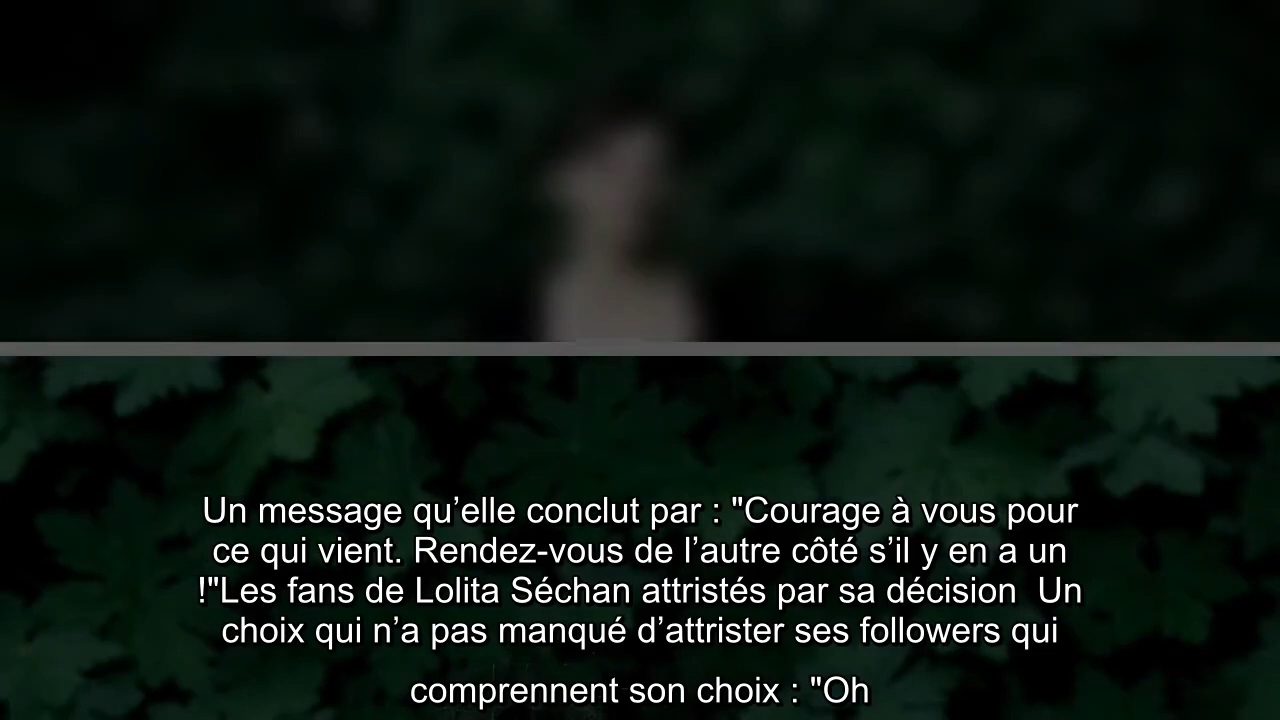 Un message qu’elle conclut par : "Courage à vous pour
ce qui vient. Rendez-vous de l’autre côté s’il y en a un
!"Les fans de Lolita Séchan attristés par sa décision  Un
choix qui n’a pas manqué d’attrister ses followers qui
comprennent son choix : "Oh